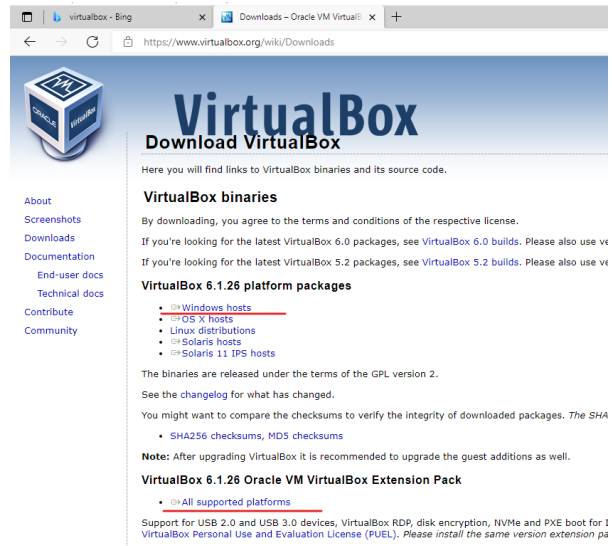 virtualbox - Bing
Downloads – Oracle VM VirtualB
https://www.virtualbox.org/wiki/Downloads
ORACLE
VirtualBox
VirtualBox
Download VirtualBox
Here you will find links to VirtualBox binaries and its source code.
About
Screenshots
Downloads
Documentation
End-user docs
Technical docs
Contribute
Community
VirtualBox binaries
By downloading, you agree to the terms and conditions of the respective license.
If you're looking for the latest VirtualBox 6.0 packages, see VirtualBox 6.0 builds. Please also use ve
If you're looking for the latest VirtualBox 5.2 packages, see VirtualBox 5.2 builds. Please also use ve
VirtualBox 6.1.26 platform packages
Windows hosts
OS X hosts
Linux distributions
Solaris hosts
Solaris 11 IPS hosts
The binaries are released under the terms of the GPL version 2.
See the changelog for what has changed.
You might want to compare the checksums to verify the integrity of downloaded packages. The SHA
SHA256 checksums, MD5 checksums
Note: After upgrading VirtualBox it is recommended to upgrade the guest additions as well.
VirtualBox 6.1.26 Oracle VM VirtualBox Extension Pack
All supported platforms
Support for USB 2.0 and USB 3.0 devices, VirtualBox RDP, disk encryption, NVMe and PXE boot for I
VirtualBox Personal Use and Evaluation License (PUEL). Please install the same version extension pa